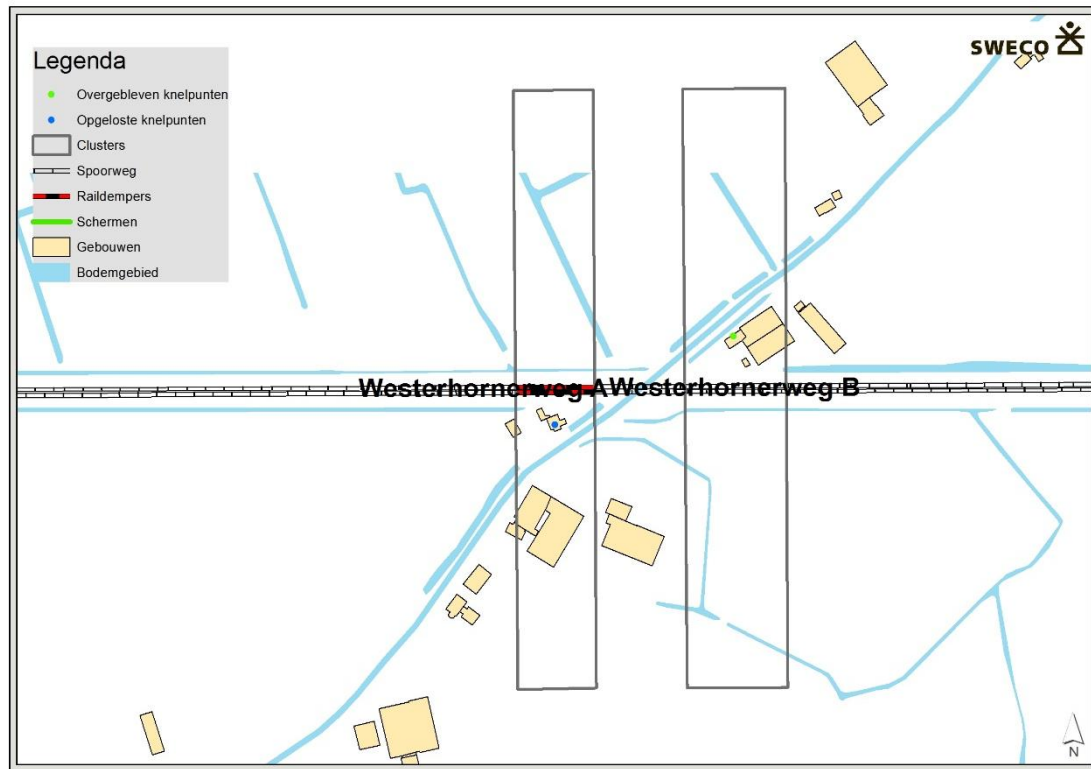 SWECO
Legenda
Overgebleven knelpunten
Opgeloste knelpunten
Clusters
Spoorweg
Raildempers
Schermen
Gebouwen
Bodemgebied
Westerhornerweg A
Westerhornerweg B
N